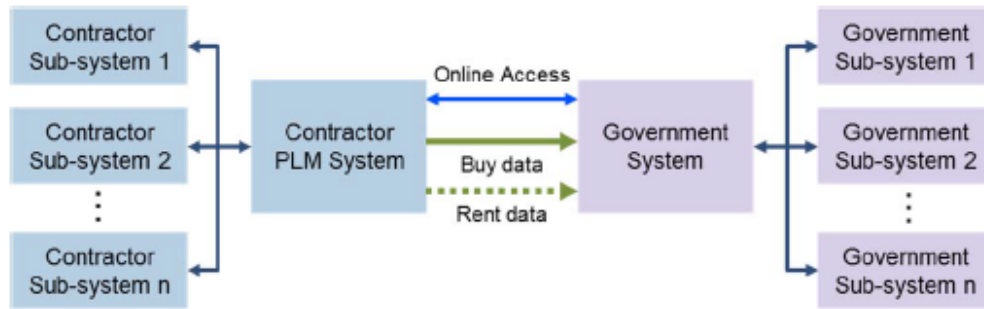 Contractor
Sub-system 1
Contractor
Sub-system 2
Contractor
Sub-system n
Contractor
PLM System
Online Access
Buy data
Rent data
Government
System
Government
Sub-system 1
Government
Sub-system 2
Government
Sub-system n